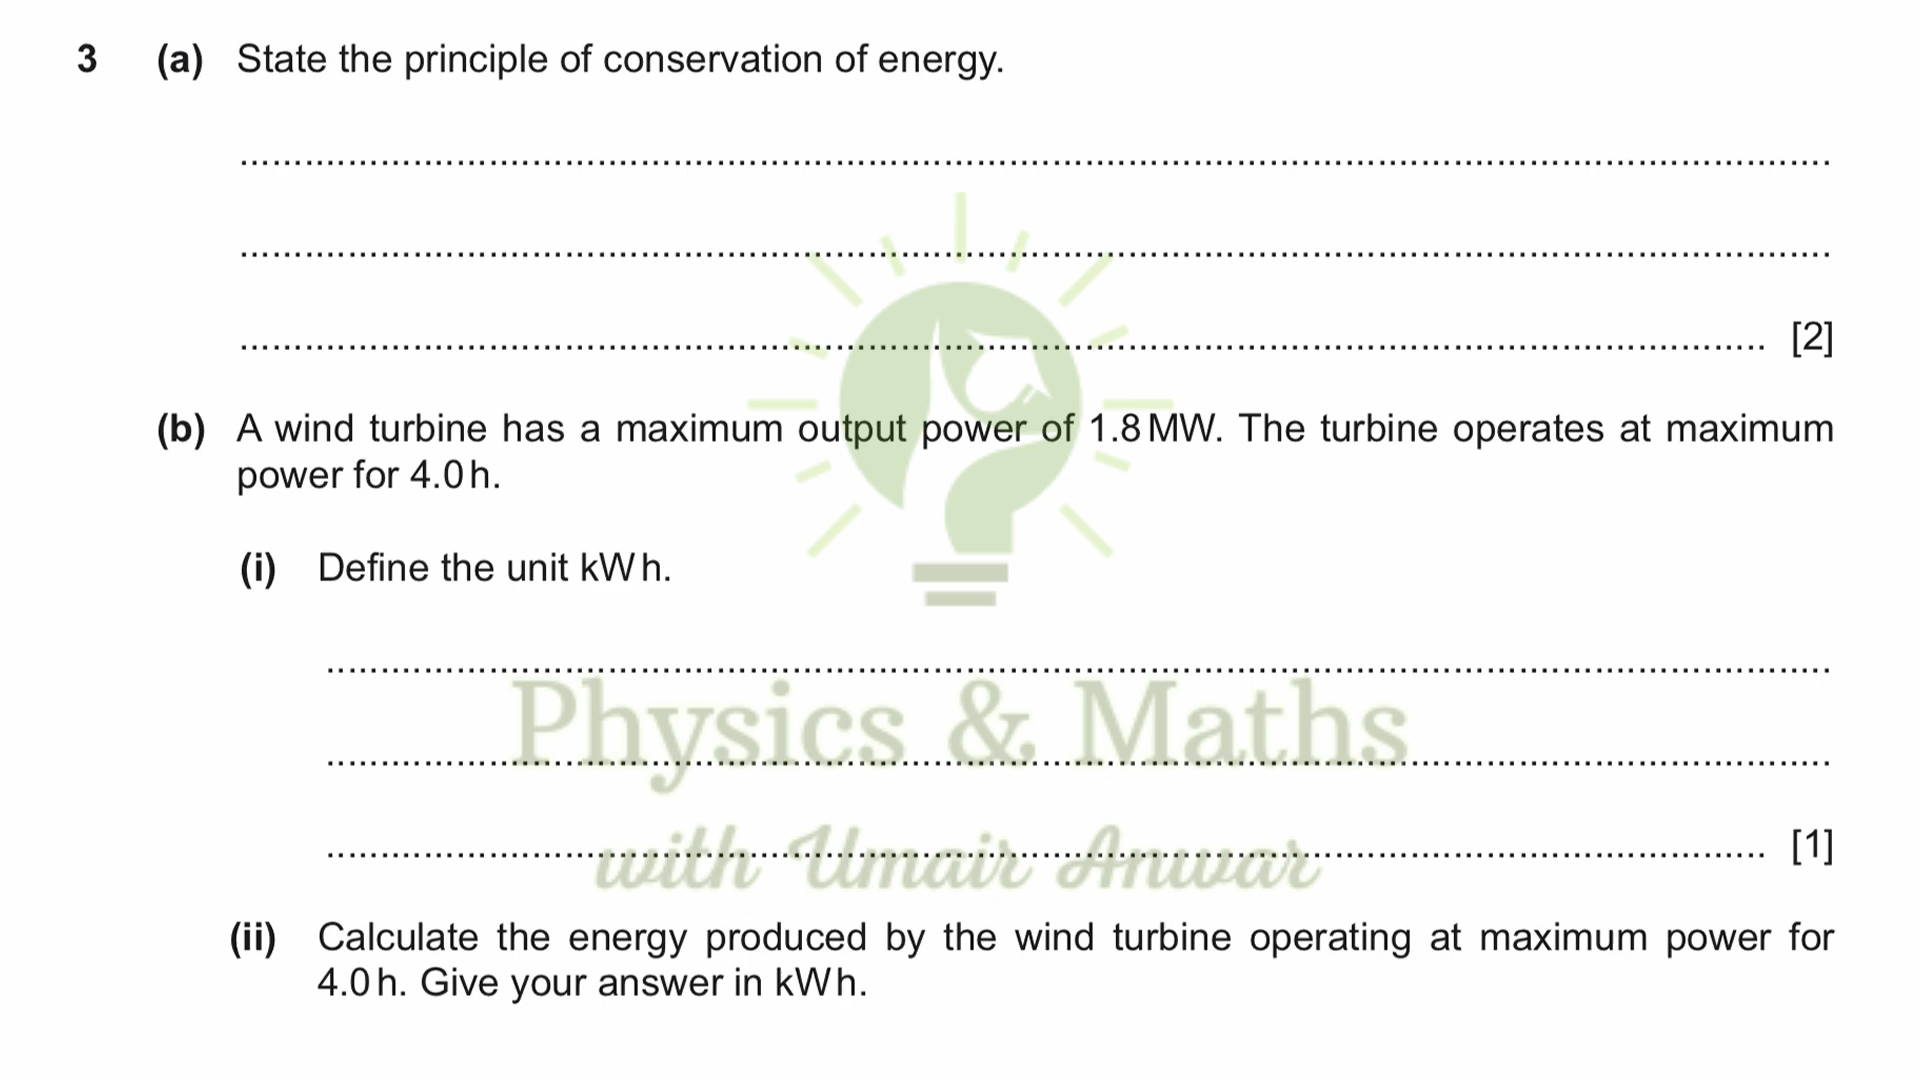 3 (a) State the principle of conservation of energy.
[2]
(b) A wind turbine has a maximum output power of 1.8 MW. The turbine operates at maximum
power for 4.0 h.
(i) Define the unit kW h.
Physics & Maths
with Umair Anwar
[1]
(ii) Calculate the energy produced by the wind turbine operating at maximum power for
4.0 h. Give your answer in kW h.